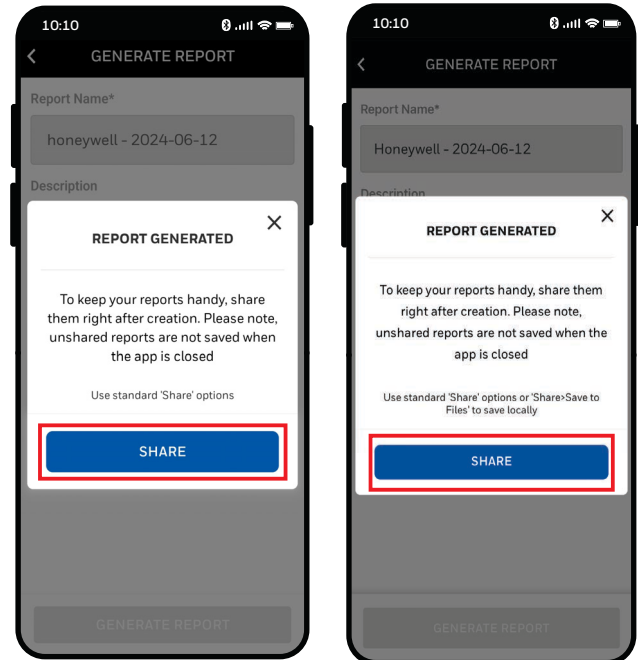 10:10
GENERATE REPORT
Report Name*
honeywell - 2024-06-12
Description
REPORT GENERATED
To keep your reports handy, share
them right after creation. Please note,
unshared reports are not saved when
the app is closed
Use standard 'Share' options
SHARE
GENERATE REPORT
10:10
GENERATE REPORT
Report Name*
Honeywell - 2024-06-12
Description
REPORT GENERATED
To keep your reports handy, share them
right after creation. Please note,
unshared reports are not saved when the
app is closed
Use standard 'Share' options or 'Share>Save to
Files' to save locally
SHARE
GENERATE REPORT